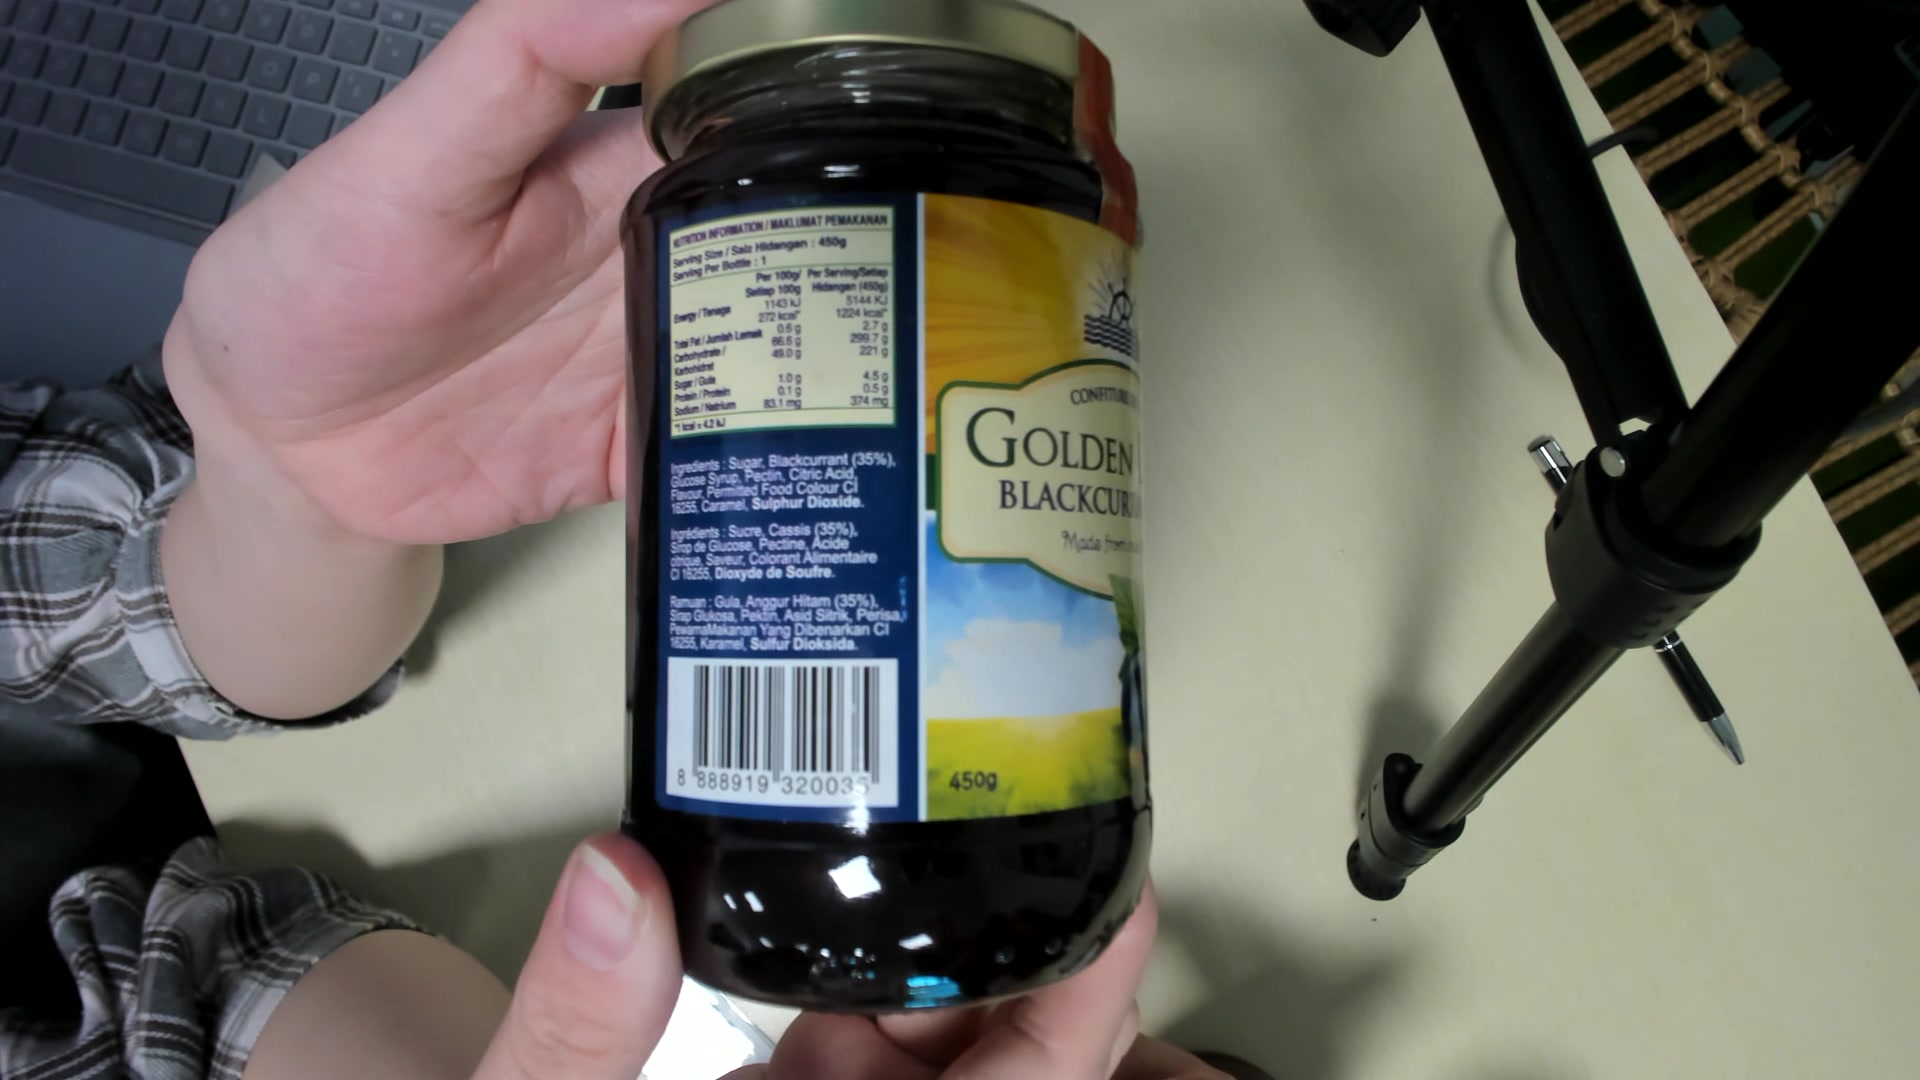 NUTRITION INFORMATION / MAKLUMAT PEMAKANAN
Serving Size / Saiz Hidangan : 450g
Serving Per Bottle : 1
Per 100g/ Per Serving/Setiap
Setiap 100g Hidangan (450g)
Energy / Tenaga 1143 kJ 5144 KJ
272 kcal* 1224 kcal*
Total Fat / Jumlah Lemak 0.6 g 2.7 g
Carbohydrate / 66.6 g 299.7 g
Karbohidrat 49.0 g 221 g
Sugar / Gula 1.0 g 4.5 g
Protein / Protein 0.1 g 0.5 g
Sodium / Natrium 83.1 mg 374 mg
*1 kcal = 4.2 kJ
Ingredients : Sugar, Blackcurrant (35%),
Glucose Syrup, Pectin, Citric Acid,
Flavour, Permitted Food Colour CI
16255, Caramel, Sulphur Dioxide.
Ingrédients : Sucre, Cassis (35%),
Sirop de Glucose, Pectine, Acide
citrique, Saveur, Colorant Alimentaire
CI 16255, Dioxyde de Soufre.
Ramuan : Gula, Anggur Hitam (35%),
Sirap Glukosa, Pektin, Asid Sitrik, Perisa,
PewarnaMakanan Yang Dibenarkan CI
16255, Karamel, Sulfur Dioksida.
8 888919 32003
GOLDEN
BLACKCUR
Made from
450g